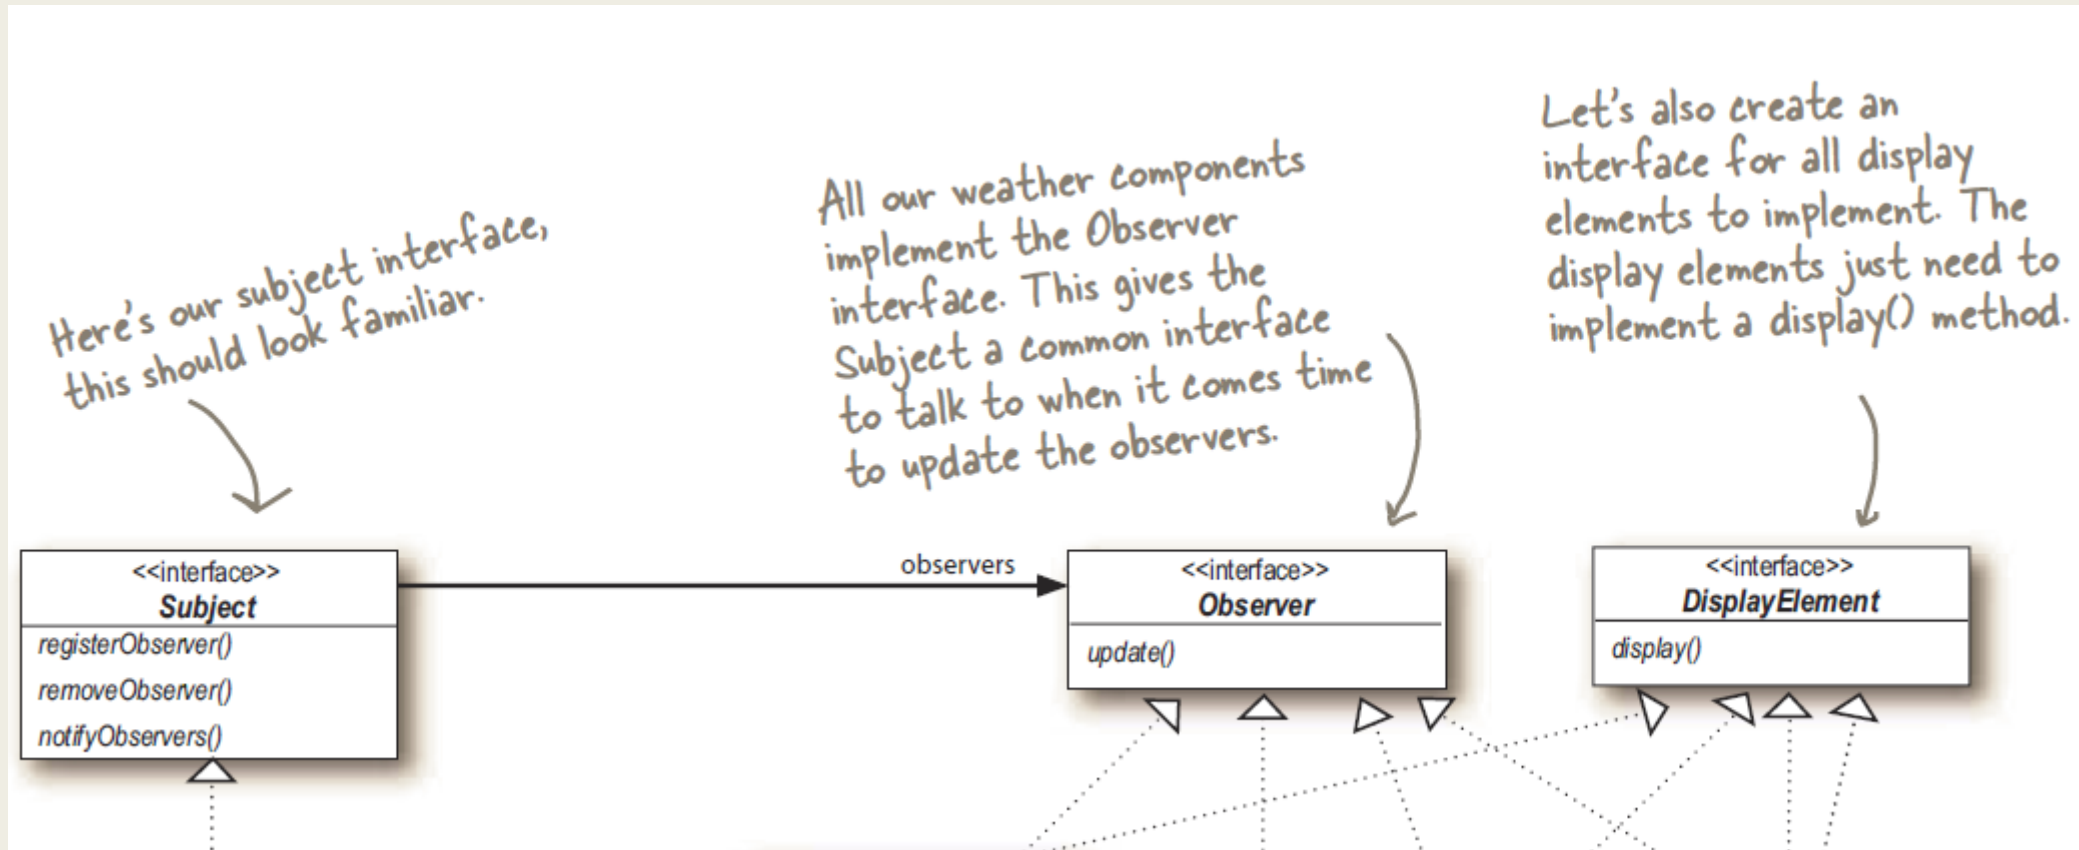 Here's our subject interface,
this should look familiar.
All our weather components
implement the Observer
interface. This gives the
Subject a common interface
to talk to when it comes time
to update the observers.
Let's also create an
interface for all display
elements to implement. The
display elements just need to
implement a display() method.
<<interface>>
Subject
registerObserver()
removeObserver()
notifyObservers()
observers
<<interface>>
Observer
update()
<<interface>>
DisplayElement
display()